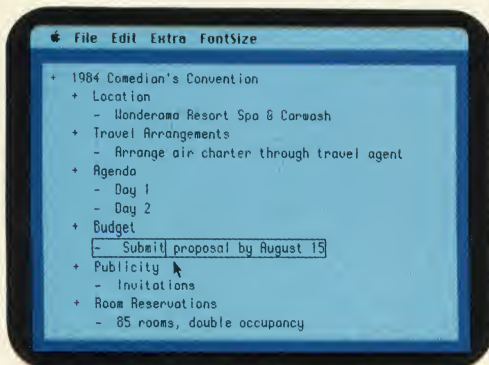 File Edit Extra FontSize
+ 1984 Comedian's Convention
+ Location
- Wonderama Resort Spa & Carwash
+ Travel Arrangements
- Arrange air charter through travel agent
+ Agenda
- Day 1
- Day 2
+ Budget
- Submit proposal by August 15
+ Publicity
- Invitations
+ Room Reservations
- 85 rooms, double occupancy